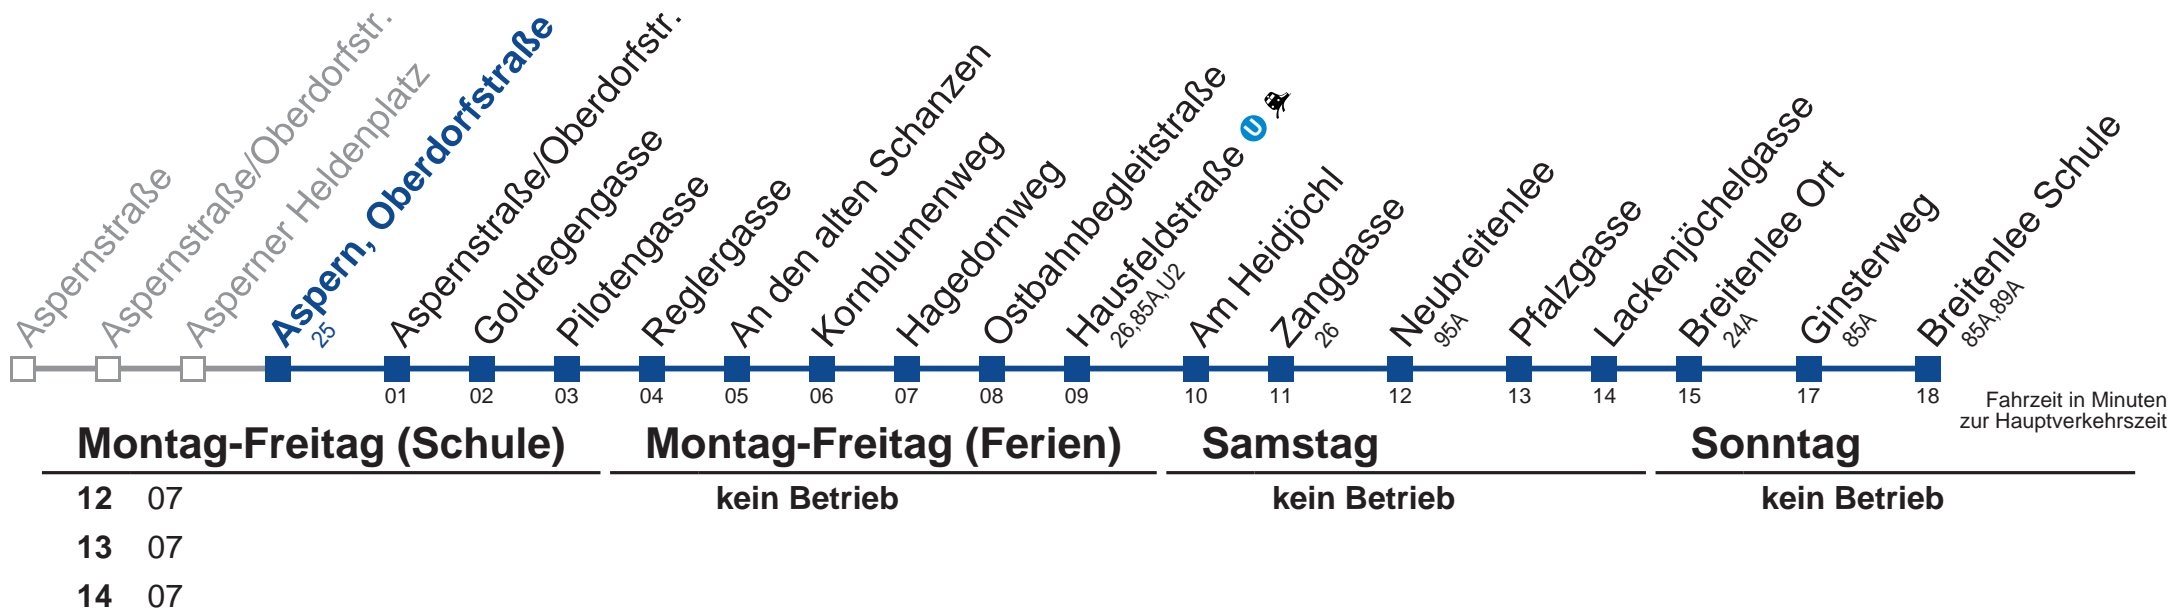 Aspernstraße
Aspernstraße/Oberdorfstr.
Asperner Heldenplatz
Aspern, Oberdorfstraße
25
Aspernstraße/Oberdorfstr.
Goldregengasse
Pilotengasse
Reglergasse
An den alten Schanzen
Kornblumenweg
Hagedornweg
Ostbahnbegleitstraße
Hausfeldstraße U
26,85A,U2
Am Heidjöchl
Zanggasse
26
Neubreitenlee
95A
Pfalzgasse
Lackenjöchelgasse
Breitenlee Ort
24A
Ginsterweg
85A
Breitenlee Schule
85A,89A
01 02 03 04 05 06 07 08 09 10 11 12 13 14 15 17 18
Fahrzeit in Minuten
zur Hauptverkehrszeit
Montag-Freitag (Schule) Montag-Freitag (Ferien) Samstag Sonntag
12 07 kein Betrieb kein Betrieb kein Betrieb
13 07
14 07